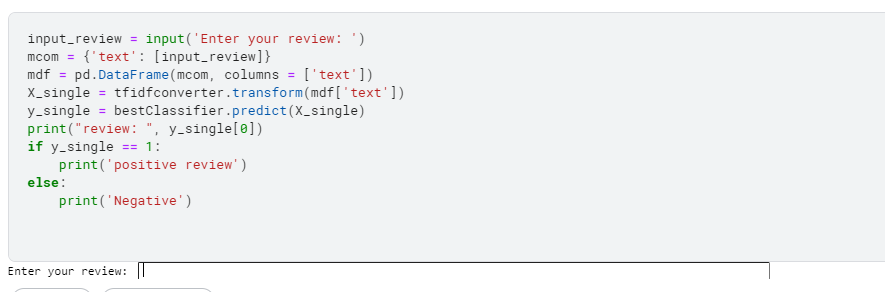 input_review = input('Enter your review: ')
mcom = {'text': [input_review]}
mdf = pd.DataFrame(mcom, columns = ['text'])
X_single = tfidfconverter.transform(mdf['text'])
y_single = bestClassifier.predict(X_single)
print("review: ", y_single[0])
if y_single == 1:
    print('positive review')
else:
    print('Negative')
Enter your review: